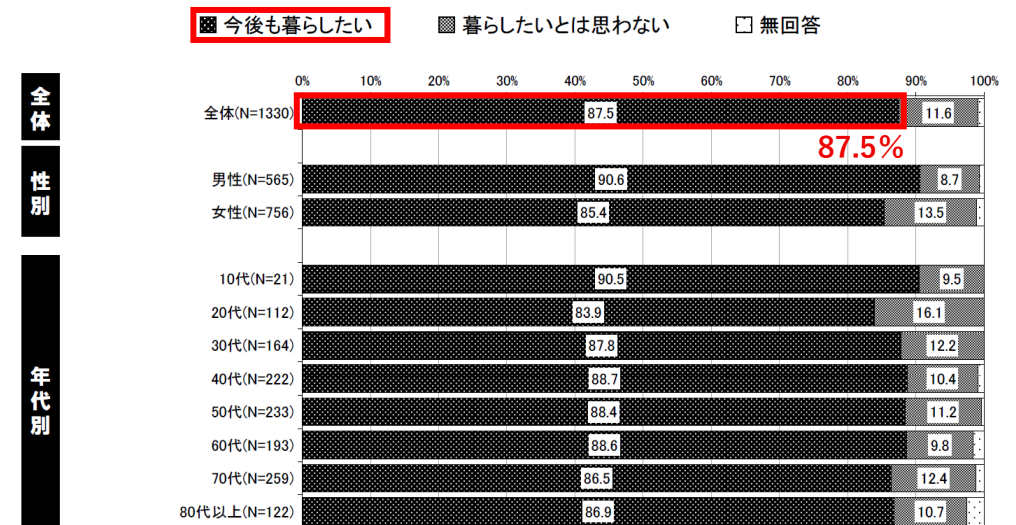 今後も暮らしたい 暮らしたいとは思わない 無回答
0% 10% 20% 30% 40% 50% 60% 70% 80% 90% 100%
全体
全体(N=1330) 87.5 11.6
87.5%
性別
男性(N=565) 90.6 8.7
女性(N=756) 85.4 13.5
年代別
10代(N=21) 90.5 9.5
20代(N=112) 83.9 16.1
30代(N=164) 87.8 12.2
40代(N=222) 88.7 10.4
50代(N=233) 88.4 11.2
60代(N=193) 88.6 9.8
70代(N=259) 86.5 12.4
80代以上(N=122) 86.9 10.7